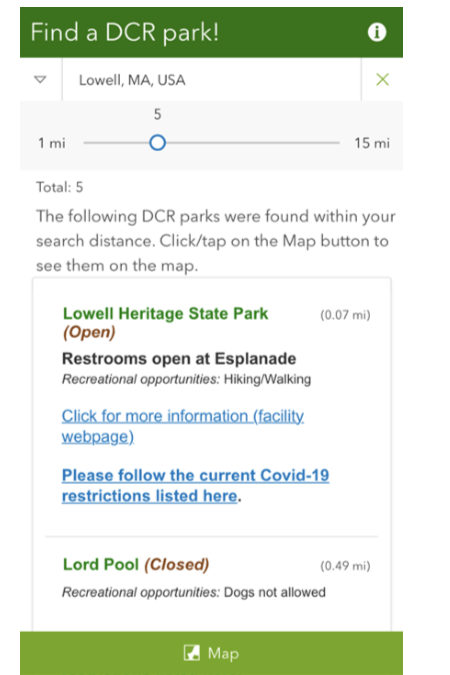 Find a DCR park!
Lowell, MA, USA
5
1 mi
15 mi
Total: 5
The following DCR parks were found within your
search distance. Click/tap on the Map button to
see them on the map.
Lowell Heritage State Park (0.07 mi)
(Open)
Restrooms open at Esplanade
Recreational opportunities: Hiking/Walking
Click for more information (facility
webpage)
Please follow the current Covid-19
restrictions listed here.
Lord Pool (Closed) (0.49 mi)
Recreational opportunities: Dogs not allowed
Map